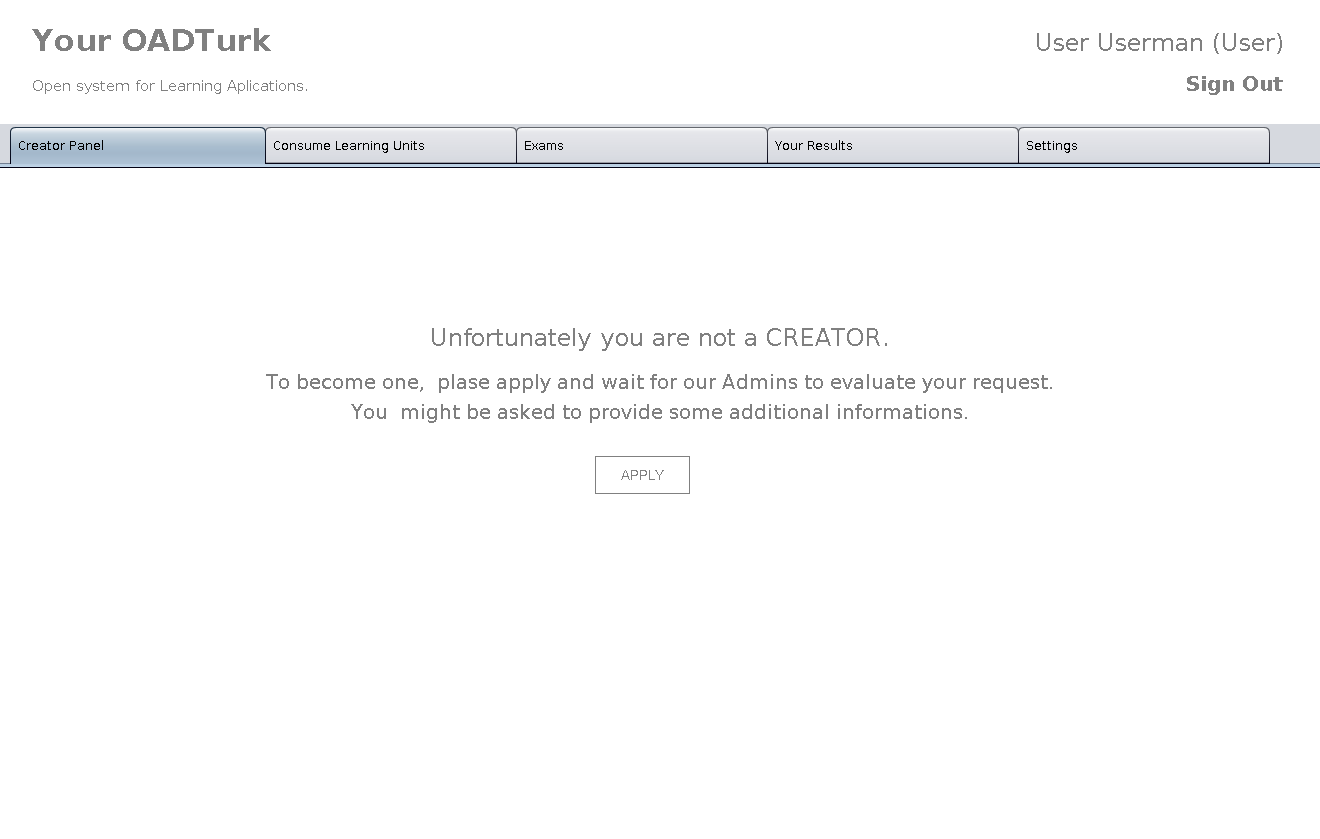 Your OADTurk
User Userman (User)
Open system for Learning Aplications.
Sign Out
Creator Panel
Consume Learning Units
Exams
Your Results
Settings
Unfortunately you are not a CREATOR.
To become one,  plase apply and wait for our Admins to evaluate your request.
You  might be asked to provide some additional informations.
APPLY